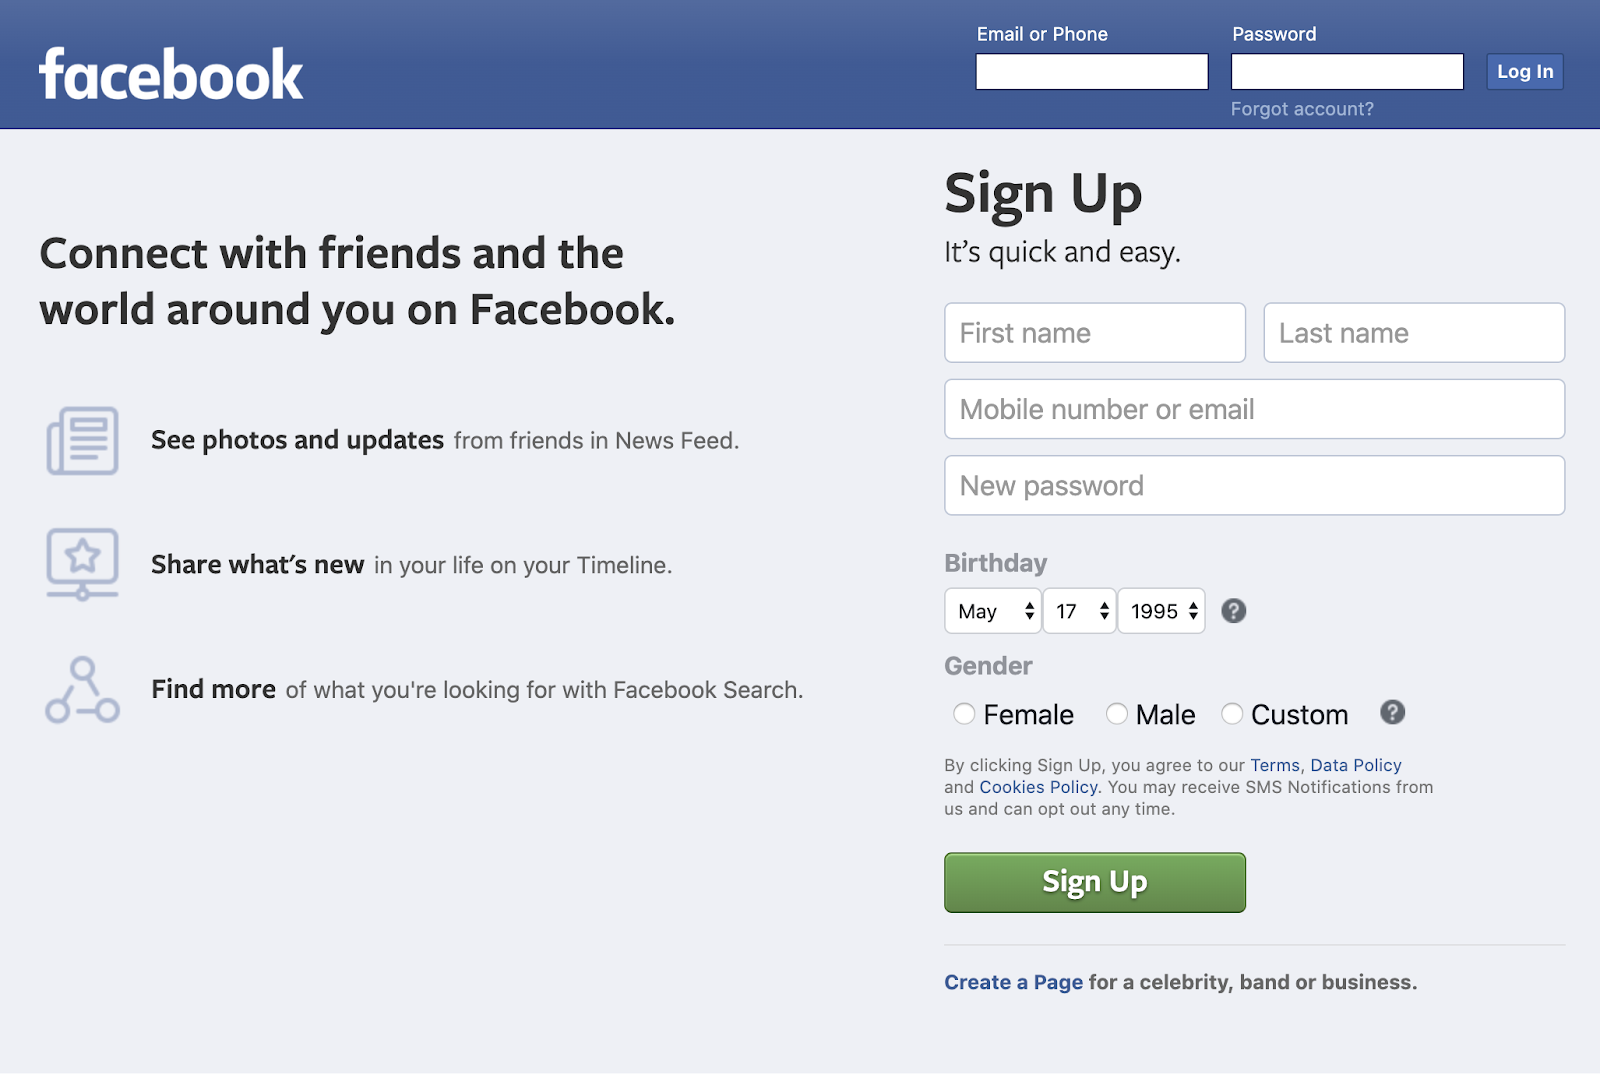 facebook
Email or Phone
Password
Log In
Forgot account?
Connect with friends and the
world around you on Facebook.
See photos and updates from friends in News Feed.
Share what's new in your life on your Timeline.
Find more of what you're looking for with Facebook Search.
Sign Up
It’s quick and easy.
First name
Last name
Mobile number or email
New password
Birthday
May 17 1995 ?
Gender
Female Male Custom ?
By clicking Sign Up, you agree to our Terms, Data Policy
and Cookies Policy. You may receive SMS Notifications from
us and can opt out any time.
Sign Up
Create a Page for a celebrity, band or business.